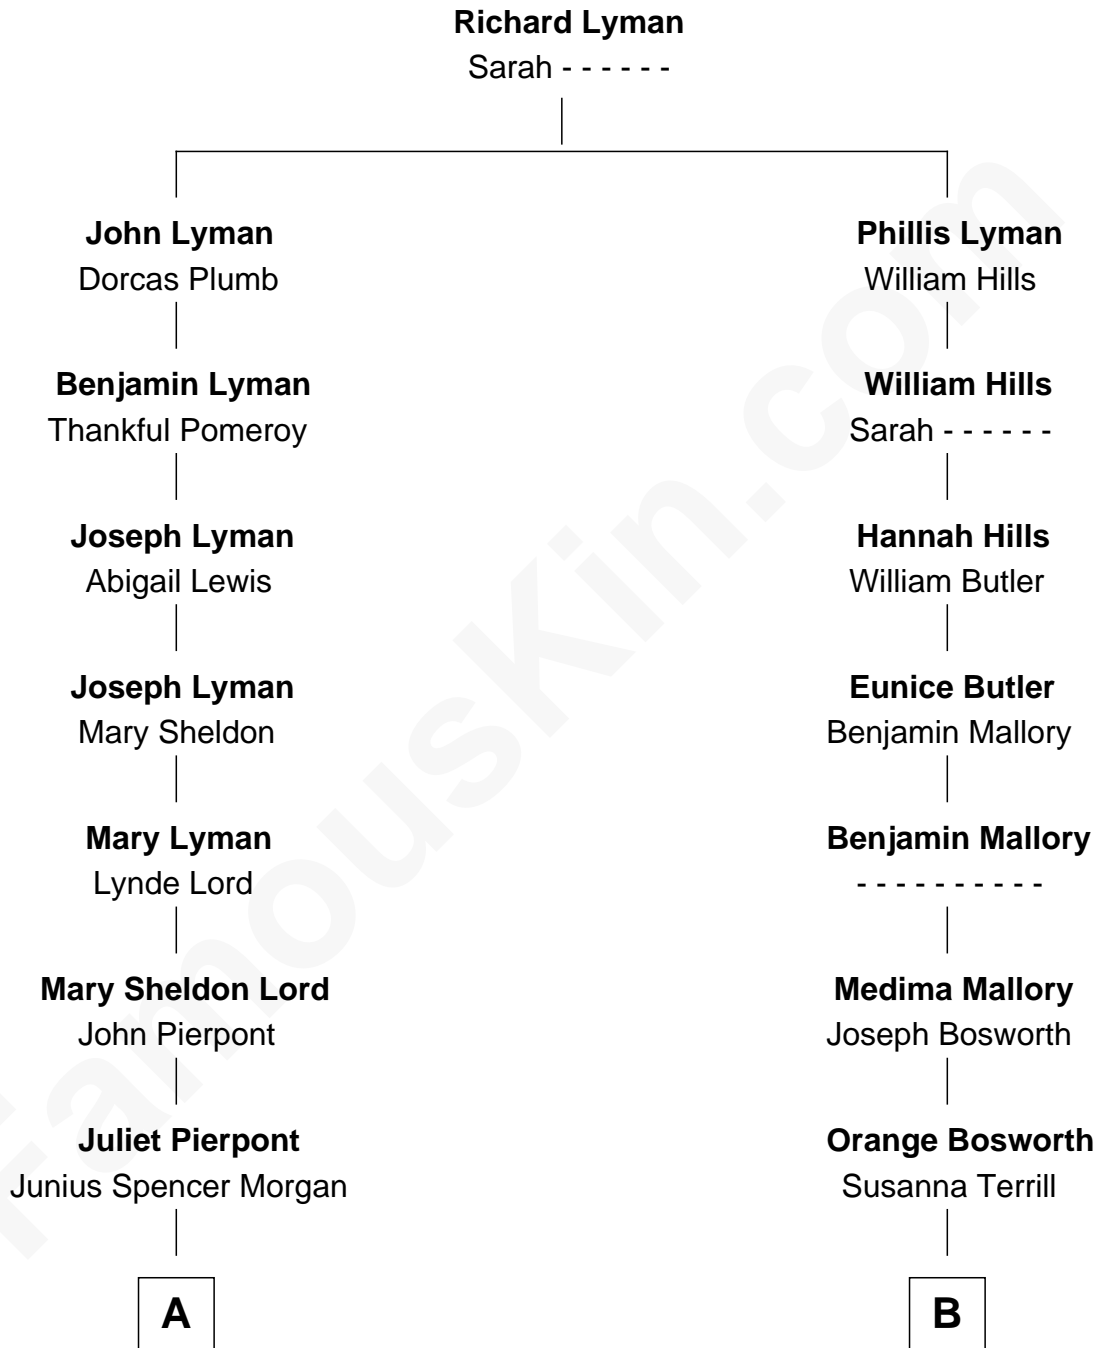 Richard Lyman
Sarah - - - - - -
John Lyman
Dorcas Plumb
Phillis Lyman
William Hills
Benjamin Lyman
Thankful Pomeroy
William Hills
Sarah - - - - - -
Joseph Lyman
Abigail Lewis
Hannah Hills
William Butler
Joseph Lyman
Mary Sheldon
Eunice Butler
Benjamin Mallory
Mary Lyman
Lynde Lord
Benjamin Mallory
- - - - - - - - - -
Mary Sheldon Lord
John Pierpont
Medima Mallory
Joseph Bosworth
Juliet Pierpont
Junius Spencer Morgan
Orange Bosworth
Susanna Terrill
A
B
FamousKin.com